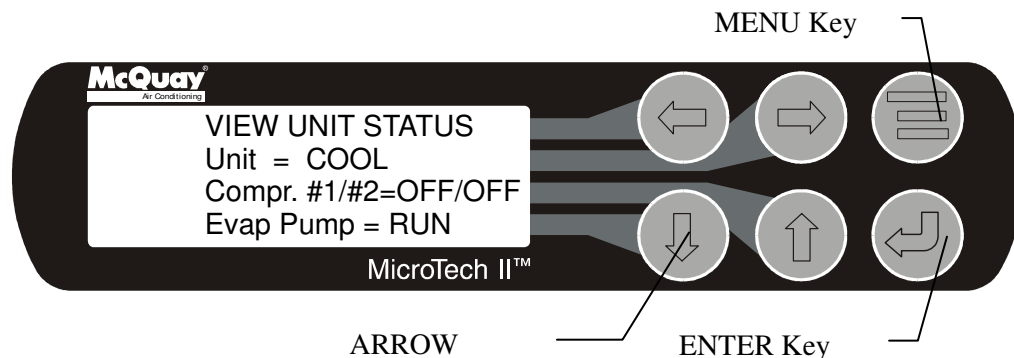 MENU Key
McQuay®
Air Conditioning
VIEW UNIT STATUS
Unit = COOL
Compr. #1/#2=OFF/OFF
Evap Pump = RUN
MicroTech II™
ARROW
ENTER Key